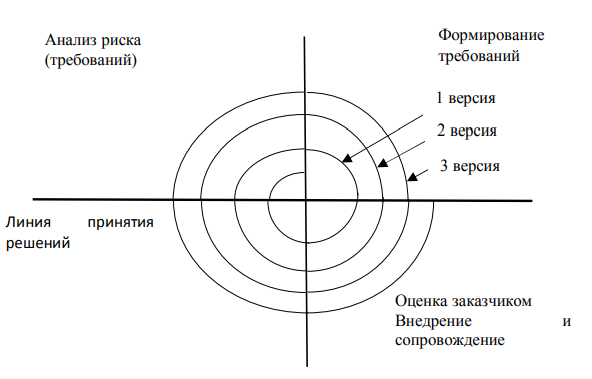 Анализ риска
(требований)
Формирование
требований
1 версия
2 версия
3 версия
Линия принятия
решений
Оценка заказчиком
Внедрение и
сопровождение